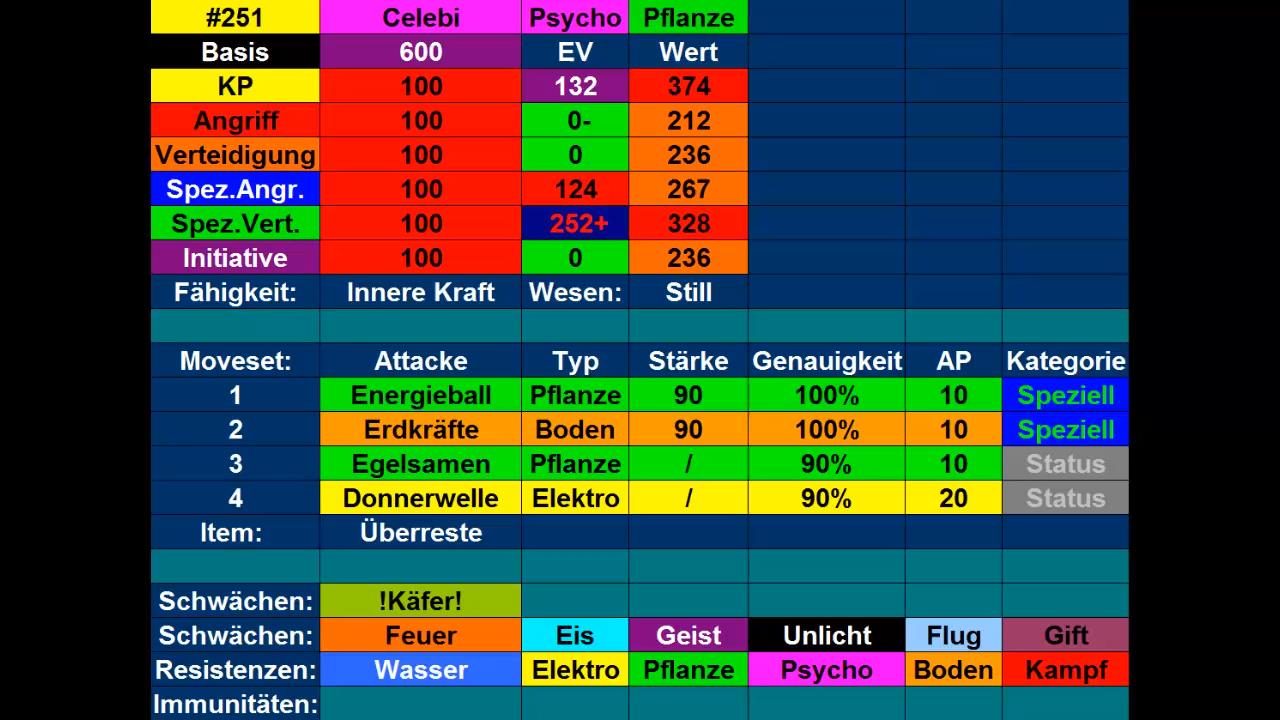 #251 Celebi Psycho Pflanze
Basis 600 EV Wert
KP 100 132 374
Angriff 100 0- 212
Verteidigung 100 0 236
Spez.Angr. 100 124 267
Spez.Vert. 100 252+ 328
Initiative 100 0 236
Fähigkeit: Innere Kraft Wesen: Still
Moveset: Attacke Typ Stärke Genauigkeit AP Kategorie
1 Energieball Pflanze 90 100% 10 Speziell
2 Erdkräfte Boden 90 100% 10 Speziell
3 Egelsamen Pflanze / 90% 10 Status
4 Donnerwelle Elektro / 90% 20 Status
Item: Überreste
Schwächen: !Käfer!
Schwächen: Feuer Eis Geist Unlicht Flug Gift
Resistenzen: Wasser Elektro Pflanze Psycho Boden Kampf
Immunitäten: